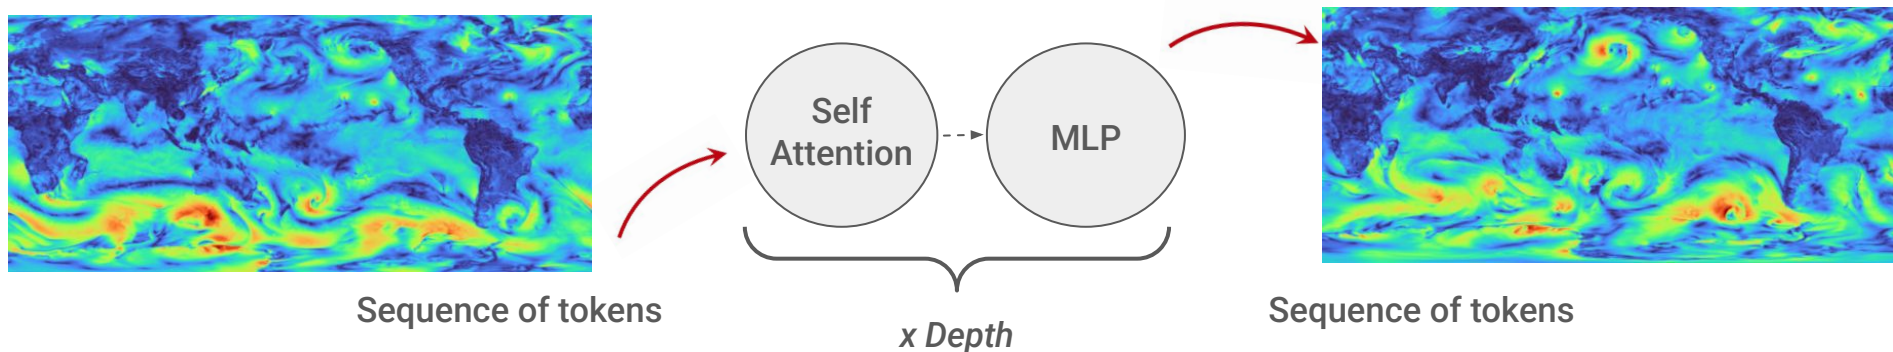 Self
Attention
MLP
Sequence of tokens
x Depth
Sequence of tokens